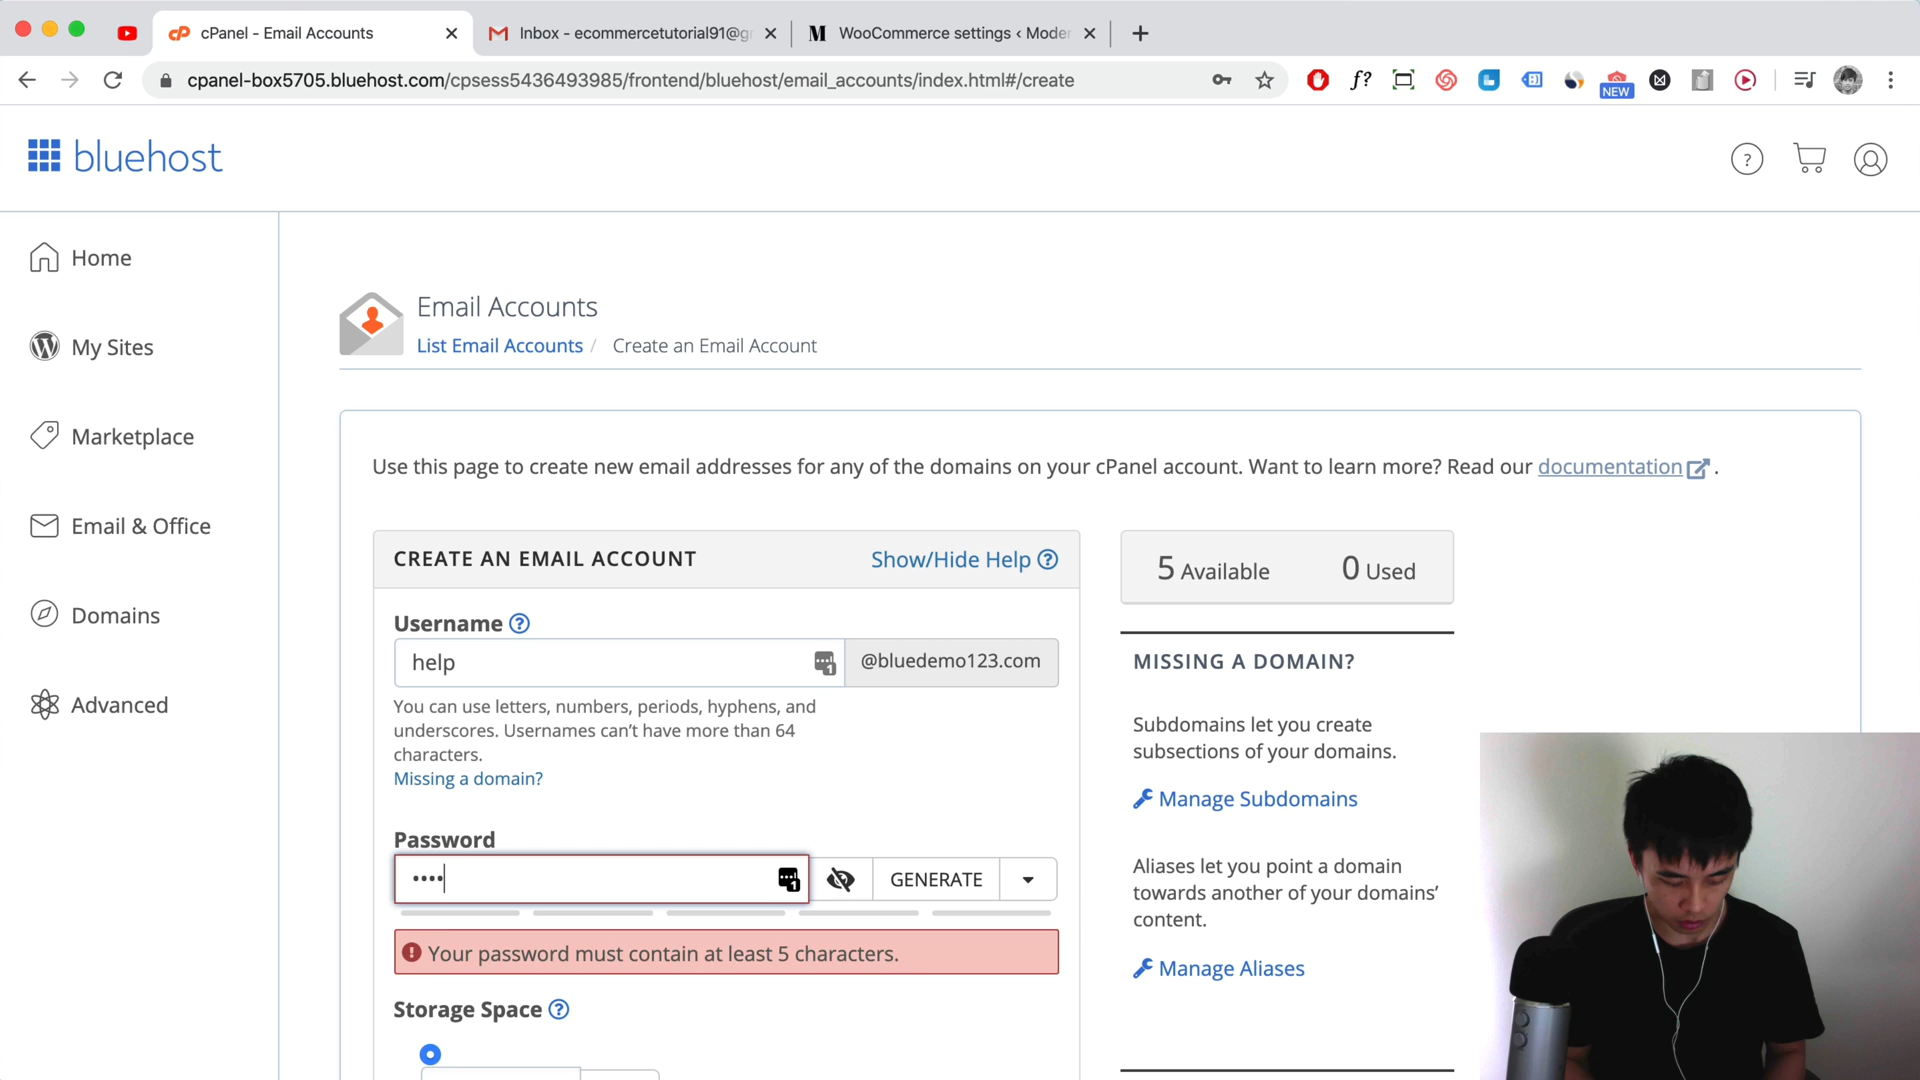 cPanel - Email Accounts
Inbox - ecommercetutorial91@g
WooCommerce settings ‹ Moder
cpanel-box5705.bluehost.com/cpsess5436493985/frontend/bluehost/email_accounts/index.html#/create
f?
NEW
bluehost
?
Home
My Sites
Marketplace
Email & Office
Domains
Advanced
Email Accounts
List Email Accounts / Create an Email Account
Use this page to create new email addresses for any of the domains on your cPanel account. Want to learn more? Read our documentation .
CREATE AN EMAIL ACCOUNT
Show/Hide Help ?
Username ?
help
1
@bluedemo123.com
You can use letters, numbers, periods, hyphens, and
underscores. Usernames can't have more than 64
characters.
Missing a domain?
Password
••••
1
GENERATE
! Your password must contain at least 5 characters.
Storage Space ?
5 Available
0 Used
MISSING A DOMAIN?
Subdomains let you create
subsections of your domains.
Manage Subdomains
Aliases let you point a domain
towards another of your domains'
content.
Manage Aliases